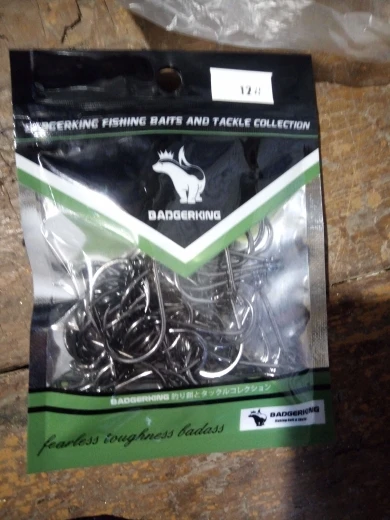 BADGERKING FISHING BAITS AND TACKLE COLLECTION
BADGERKING
BADGERKING 釣り餌とタックルコレクション
BADGERKING
fearless toughness badass